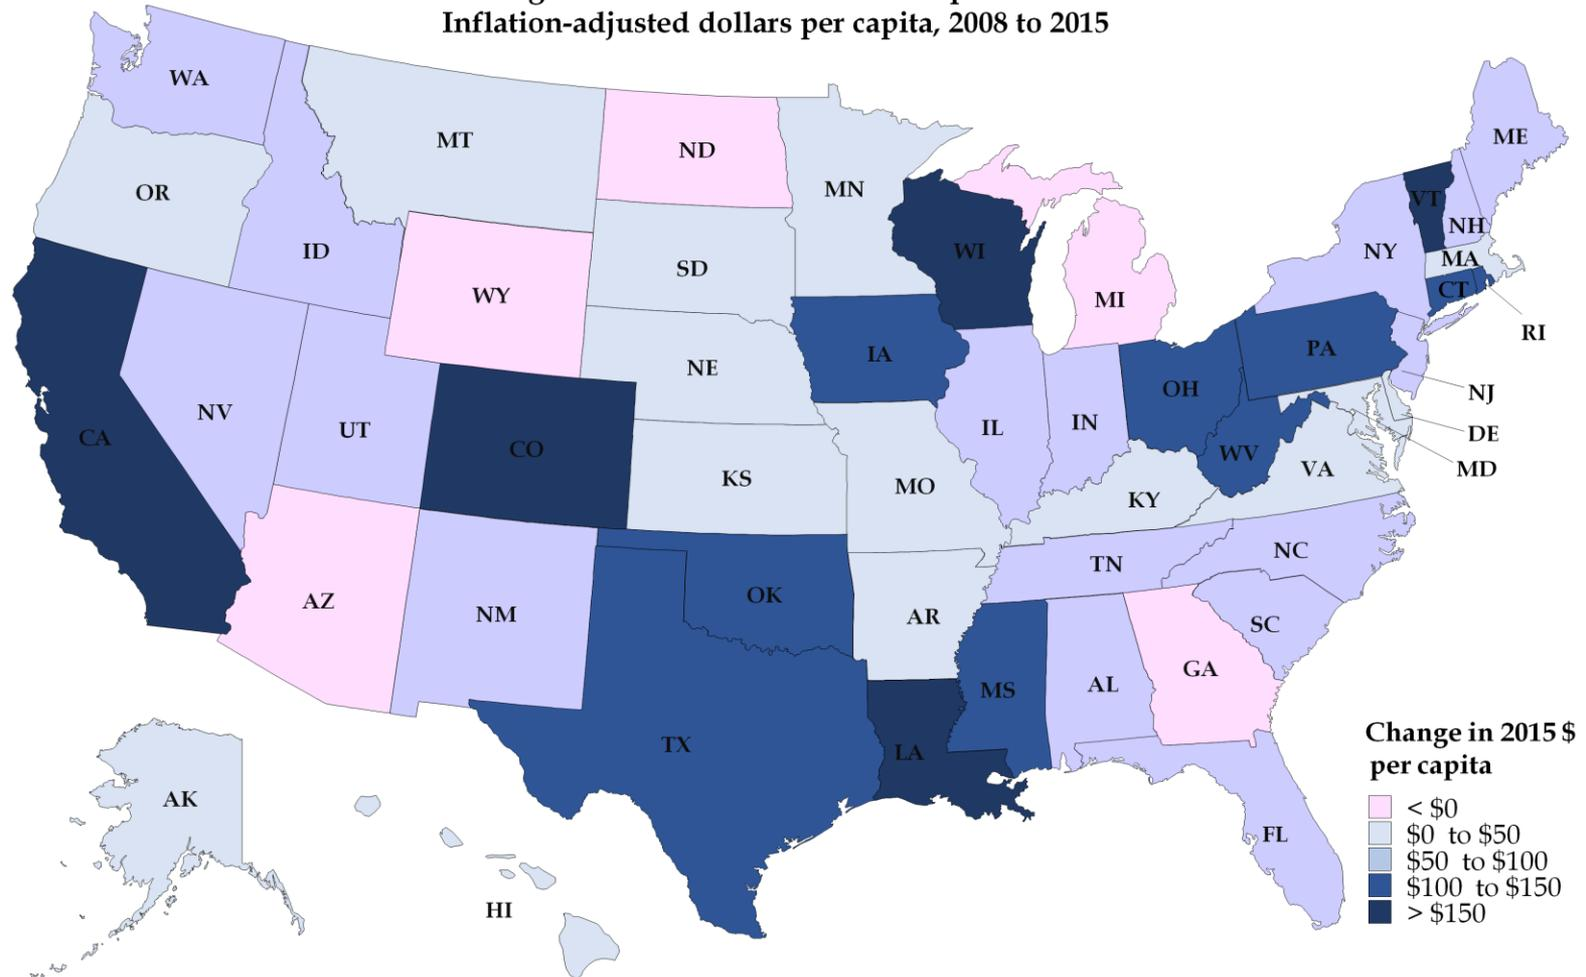 Inflation-adjusted dollars per capita, 2008 to 2015
WA
MT
ND
MN
ME
OR
ID
WY
SD
WI
MI
NY
VT
NH
MA
CT
RI
NV
UT
CO
NE
IA
IL
IN
OH
PA
NJ
DE
MD
CA
KS
MO
KY
WV
VA
AZ
NM
OK
AR
TN
NC
SC
TX
LA
MS
AL
GA
FL
AK
HI
Change in 2015 $
per capita
< $0
$0 to $50
$50 to $100
$100 to $150
> $150